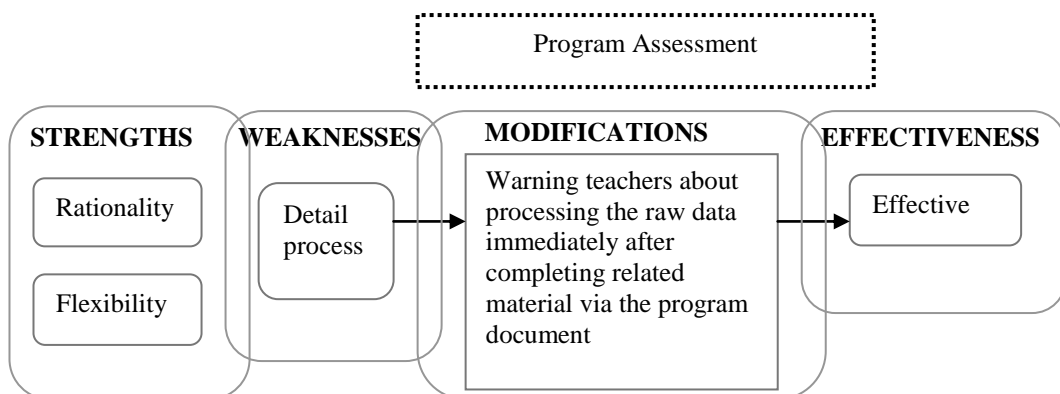 Program Assessment
STRENGTHS
Rationality
Flexibility
WEAKNESSES
Detail
process
MODIFICATIONS
Warning teachers about
processing the raw data
immediately after
completing related
material via the program
document
EFFECTIVENESS
Effective